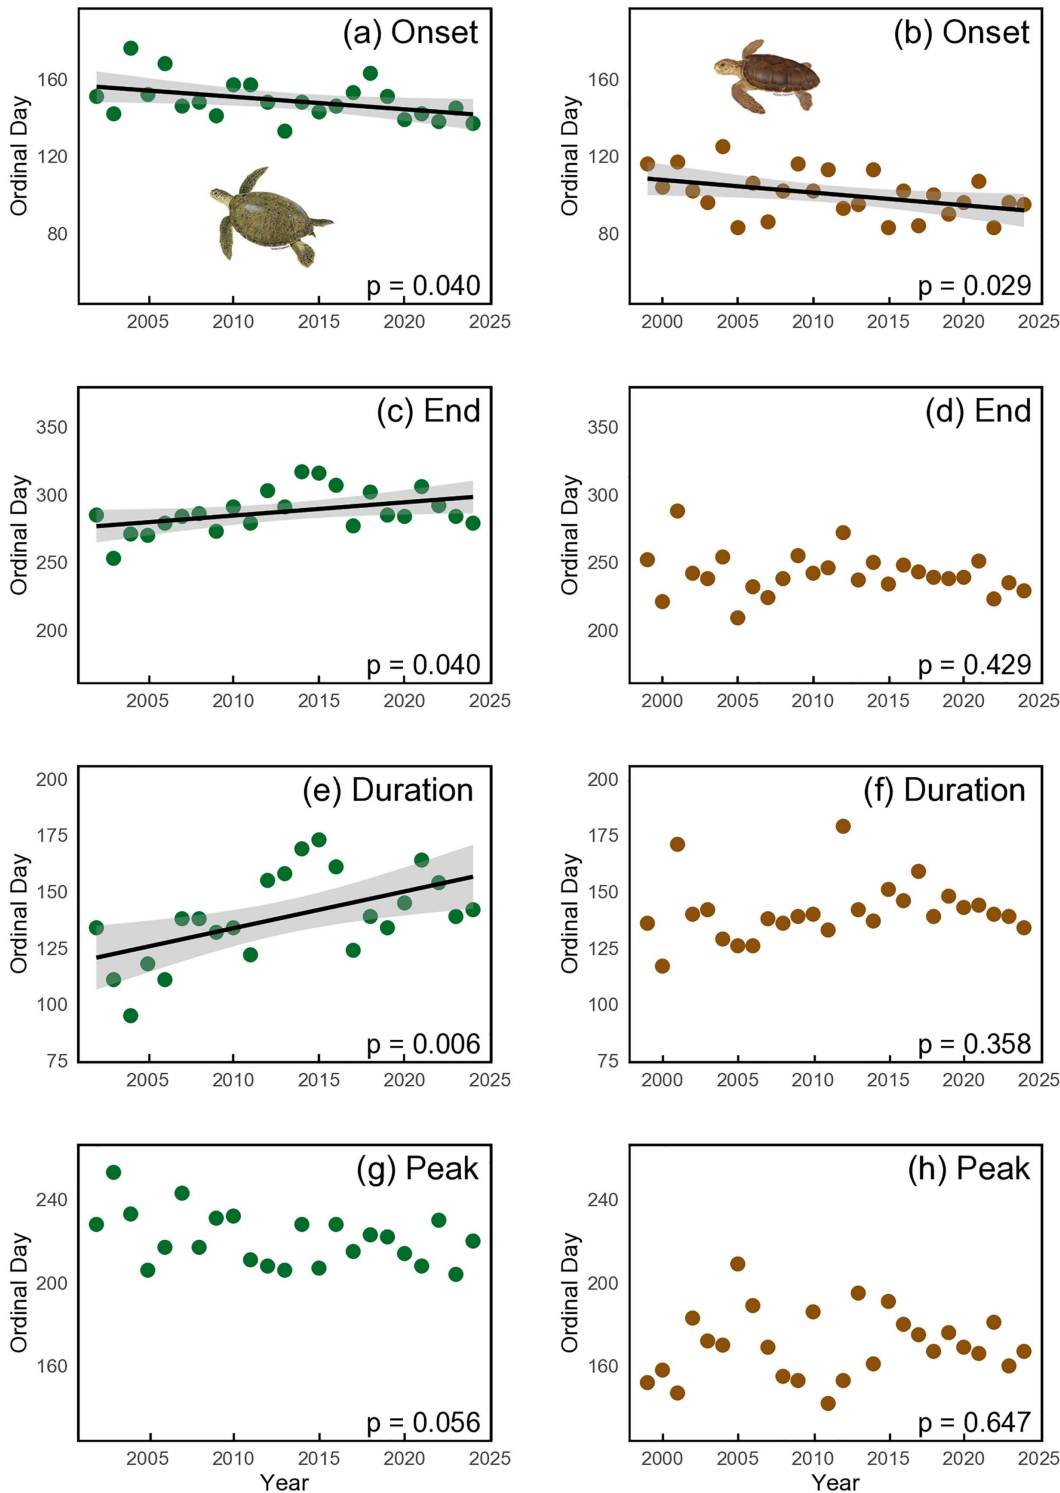 (a) Onset
Ordinal Day
160
120
80
p = 0.040
2005 2010 2015 2020 2025
(b) Onset
Ordinal Day
160
120
80
p = 0.029
2000 2005 2010 2015 2020 2025
(c) End
Ordinal Day
350
300
250
200
p = 0.040
2005 2010 2015 2020 2025
(d) End
Ordinal Day
350
300
250
200
p = 0.429
2000 2005 2010 2015 2020 2025
(e) Duration
Ordinal Day
200
175
150
125
100
75
p = 0.006
2005 2010 2015 2020 2025
(f) Duration
Ordinal Day
200
175
150
125
100
75
p = 0.358
2000 2005 2010 2015 2020 2025
(g) Peak
Ordinal Day
240
200
160
p = 0.056
2005 2010 2015 2020 2025
Year
(h) Peak
Ordinal Day
240
200
160
p = 0.647
2000 2005 2010 2015 2020 2025
Year